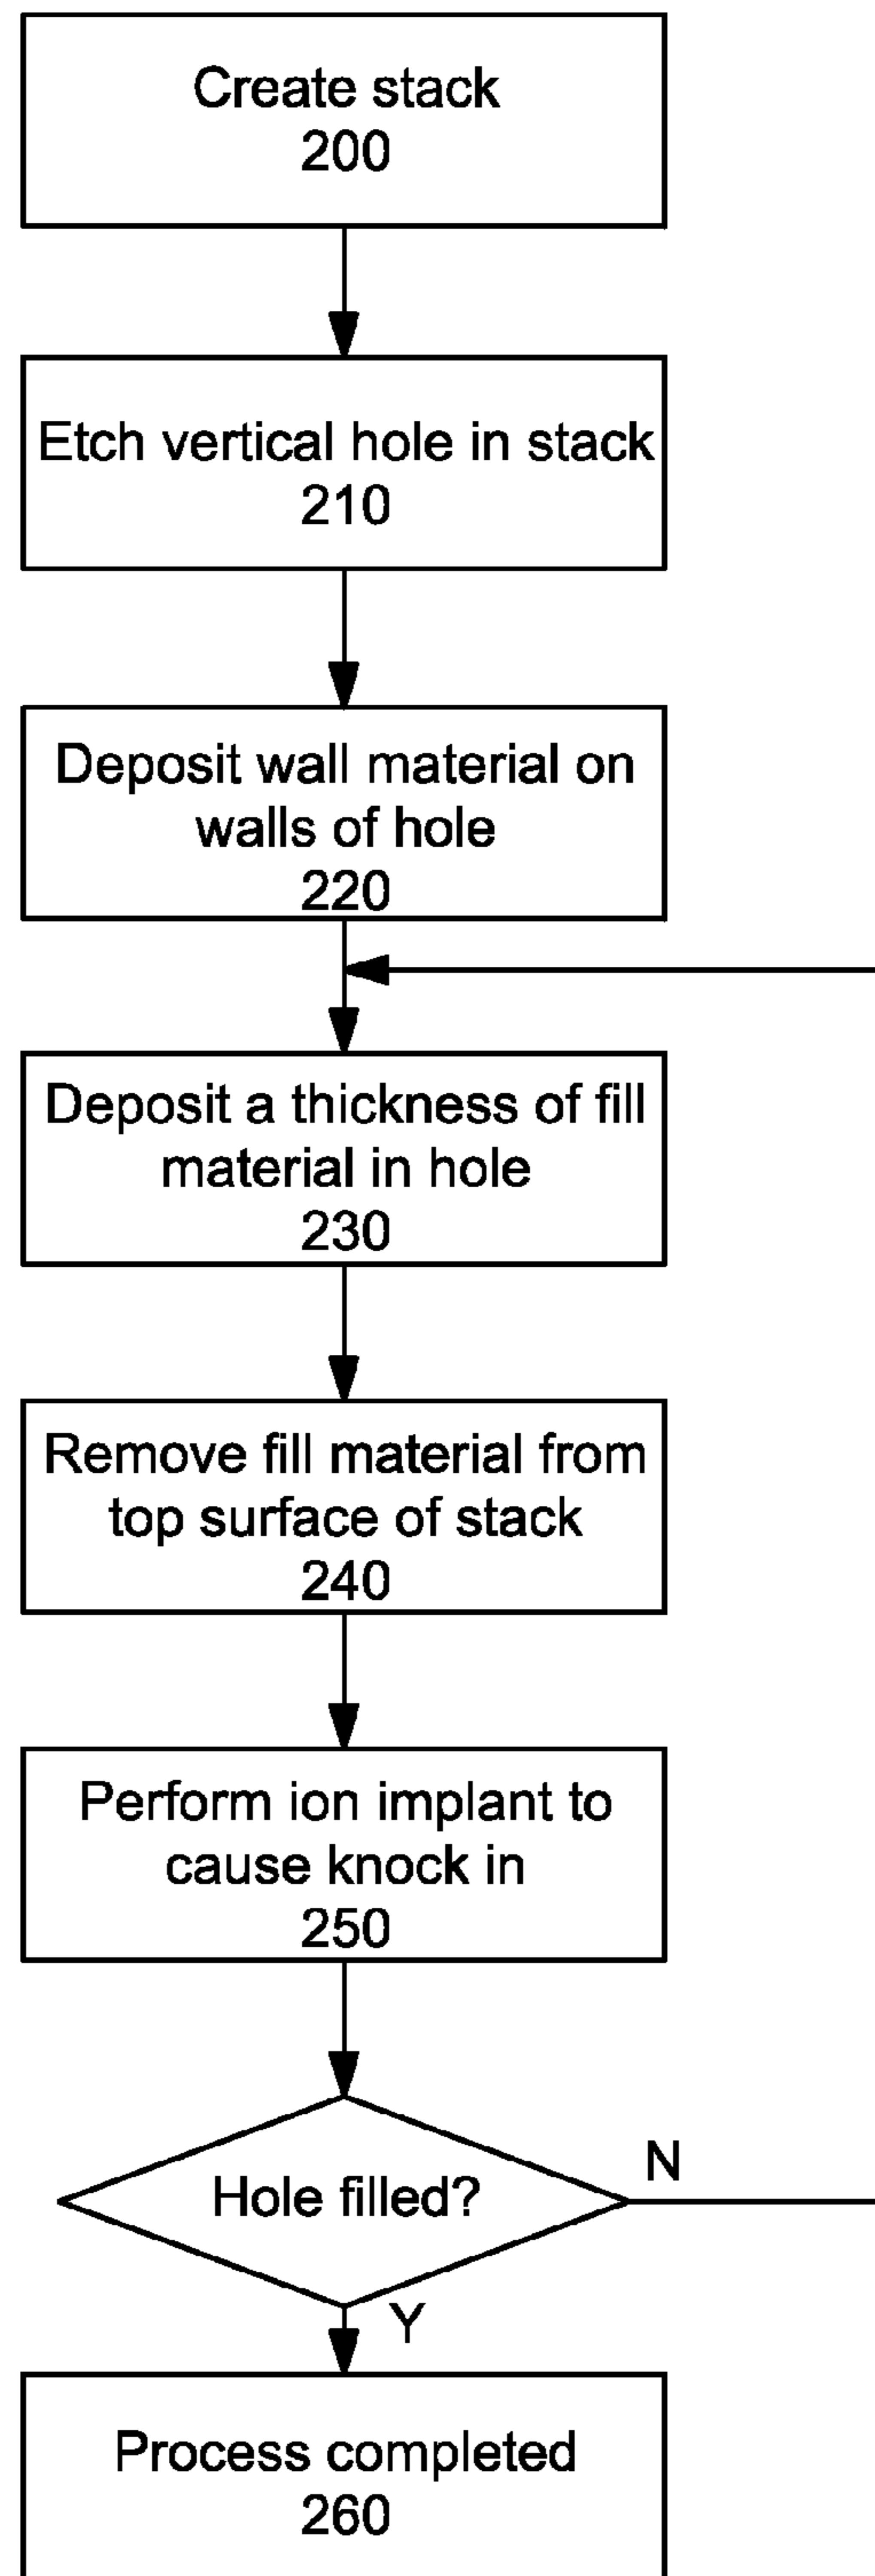 Create stack
200
Etch vertical hole in stack
210
Deposit wall material on
walls of hole
220
Deposit a thickness of fill
material in hole
230
Remove fill material from
top surface of stack
240
Perform ion implant to
cause knock in
250
Hole filled?
N
Y
Process completed
260